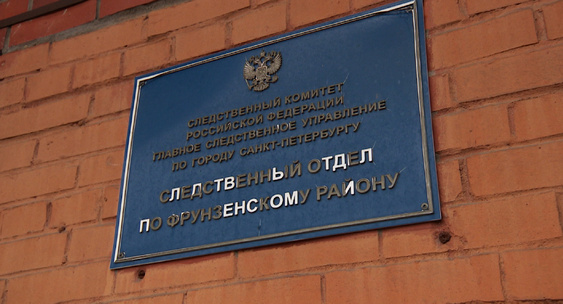 СЛЕДСТВЕННЫЙ КОМИТЕТ
РОССИЙСКОЙ ФЕДЕРАЦИИ
ГЛАВНОЕ СЛЕДСТВЕННОЕ УПРАВЛЕНИЕ
ПО ГОРОДУ САНКТ-ПЕТЕРБУРГУ
СЛЕДСТВЕННЫЙ ОТДЕЛ
ПО ФРУНЗЕНСКОМУ РАЙОНУ